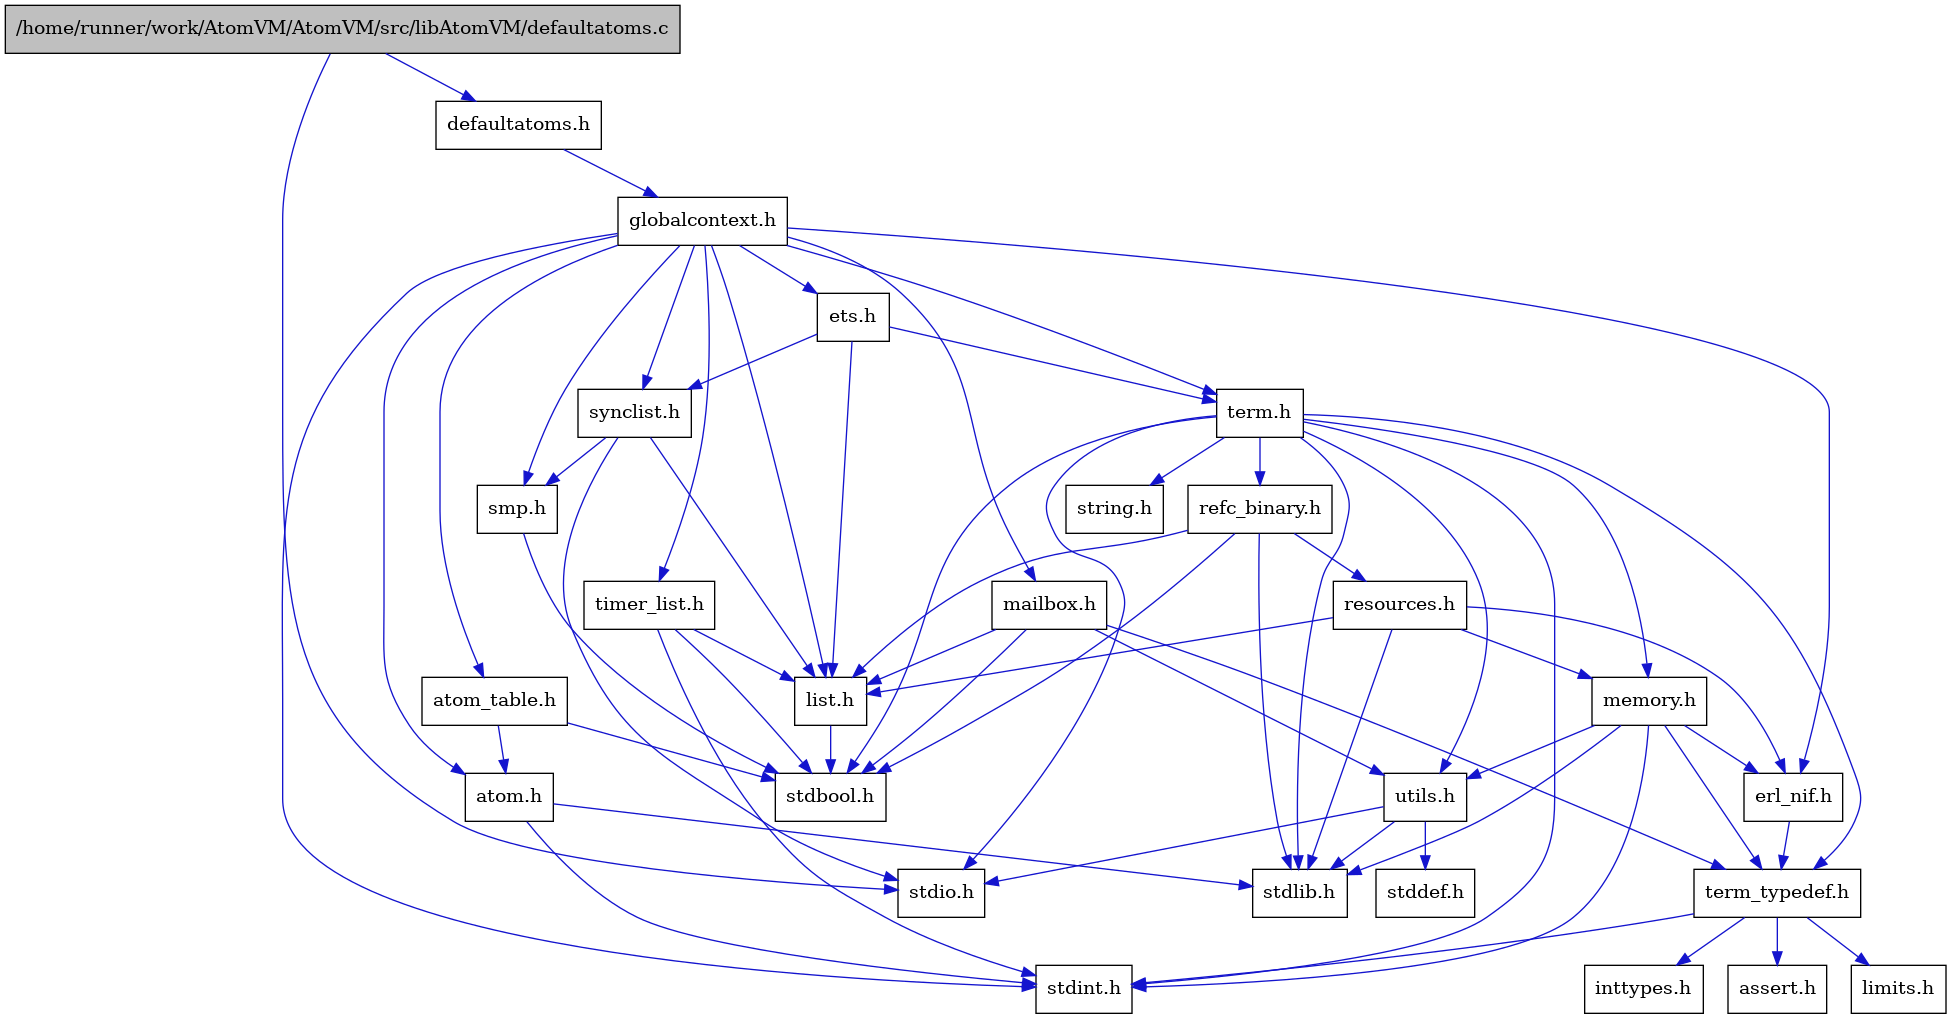 /home/runner/work/AtomVM/AtomVM/src/libAtomVM/defaultatoms.c
defaultatoms.h
globalcontext.h
ets.h
synclist.h
term.h
smp.h
string.h
refc_binary.h
timer_list.h
mailbox.h
resources.h
atom_table.h
list.h
memory.h
atom.h
stdbool.h
utils.h
erl_nif.h
stdio.h
stdlib.h
stddef.h
term_typedef.h
stdint.h
inttypes.h
assert.h
limits.h